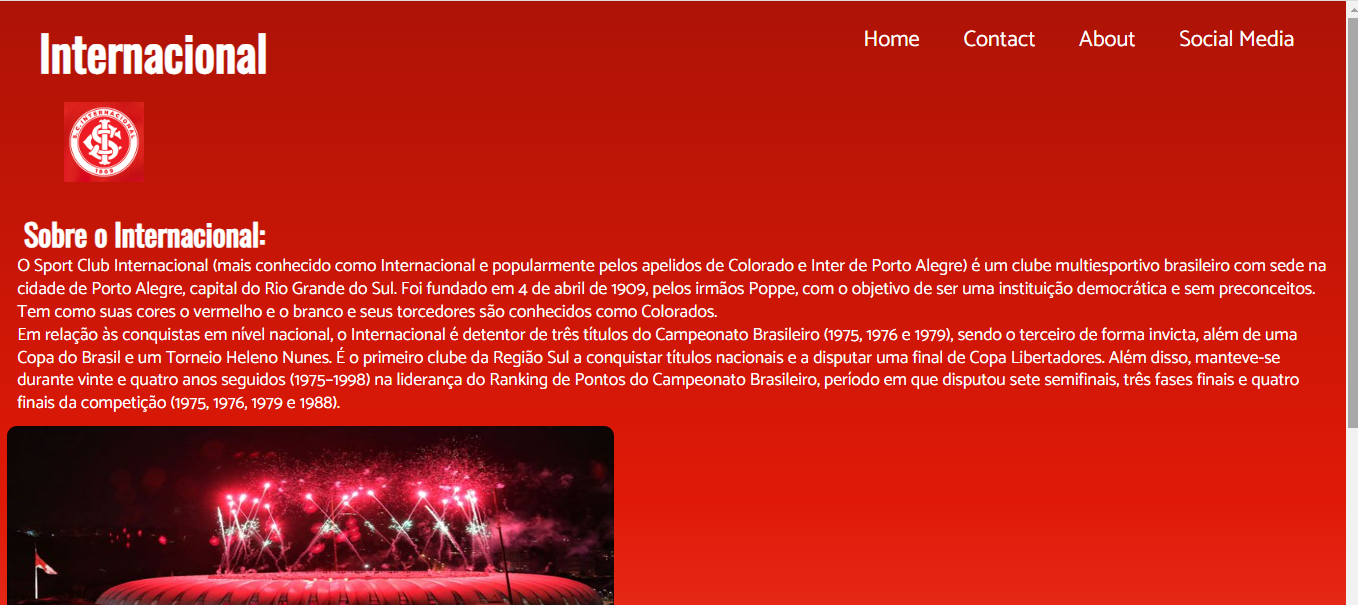 Internacional
Home Contact About Social Media
S.C. INTERNACIONAL
1909
Sobre o Internacional:
O Sport Club Internacional (mais conhecido como Internacional e popularmente pelos apelidos de Colorado e Inter de Porto Alegre) é um clube multiesportivo brasileiro com sede na
cidade de Porto Alegre, capital do Rio Grande do Sul. Foi fundado em 4 de abril de 1909, pelos irmãos Poppe, com o objetivo de ser uma instituição democrática e sem preconceitos.
Tem como suas cores o vermelho e o branco e seus torcedores são conhecidos como Colorados.
Em relação às conquistas em nível nacional, o Internacional é detentor de três títulos do Campeonato Brasileiro (1975, 1976 e 1979), sendo o terceiro de forma invicta, além de uma
Copa do Brasil e um Torneio Heleno Nunes. É o primeiro clube da Região Sul a conquistar títulos nacionais e a disputar uma final de Copa Libertadores. Além disso, manteve-se
durante vinte e quatro anos seguidos (1975–1998) na liderança do Ranking de Pontos do Campeonato Brasileiro, período em que disputou sete semifinais, três fases finais e quatro
finais da competição (1975, 1976, 1979 e 1988).